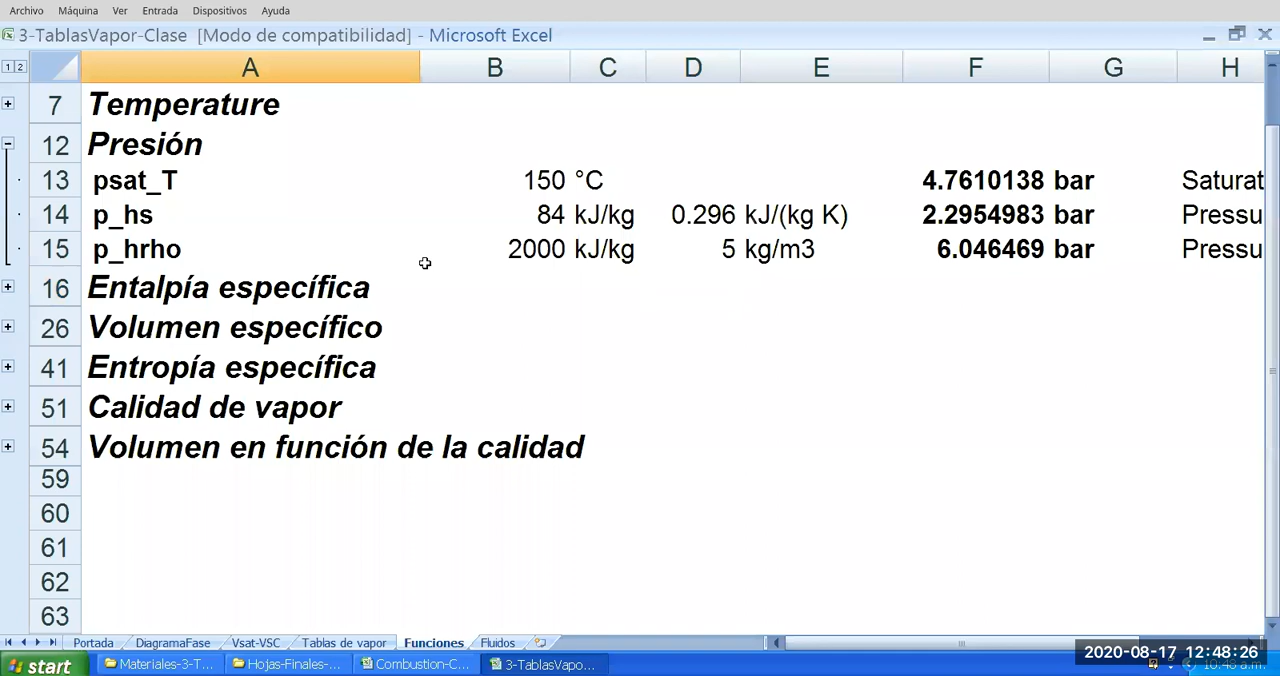 Archivo Máquina Ver Entrada Dispositivos Ayuda
3-TablasVapor-Clase [Modo de compatibilidad] - Microsoft Excel
1 2 A B C D E F G H
7 Temperature
12 Presión
13 psat_T 150 °C 4.7610138 bar Saturat
14 p_hs 84 kJ/kg 0.296 kJ/(kg K) 2.2954983 bar Pressu
15 p_hrho 2000 kJ/kg 5 kg/m3 6.046469 bar Pressu
16 Entalpía específica
26 Volumen específico
41 Entropía específica
51 Calidad de vapor
54 Volumen en función de la calidad
59
60
61
62
63
Portada DiagramaFase Vsat-VSC Tablas de vapor Funciones Fluidos
2020-08-17 12:48:26
start Materiales-3-T... Hojas-Finales-... Combustion-C... 3-TablasVapo... 10:48 a.m.